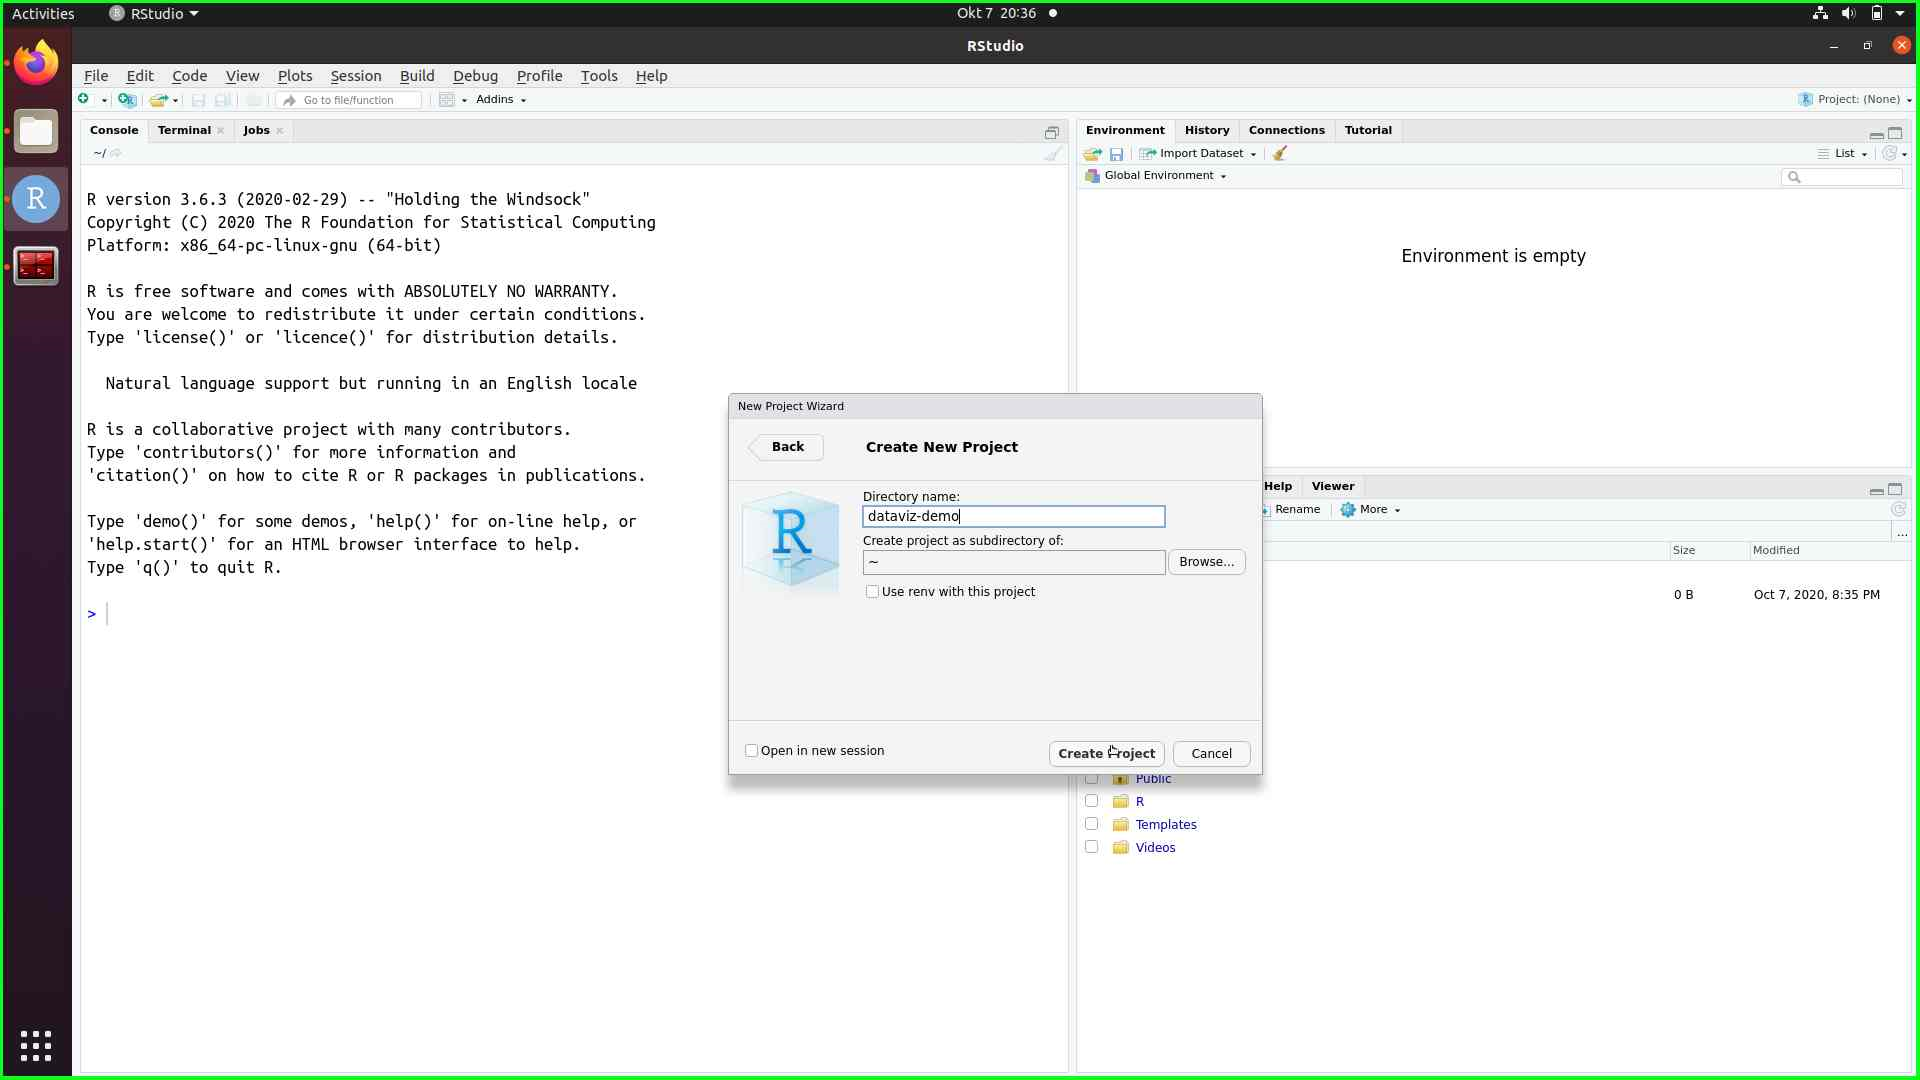 Activities
RStudio
Okt 7 20:36
RStudio
File Edit Code View Plots Session Build Debug Profile Tools Help
Go to file/function
Addins
Project: (None)
Console Terminal Jobs
~/
R version 3.6.3 (2020-02-29) -- "Holding the Windsock"
Copyright (C) 2020 The R Foundation for Statistical Computing
Platform: x86_64-pc-linux-gnu (64-bit)
R is free software and comes with ABSOLUTELY NO WARRANTY.
You are welcome to redistribute it under certain conditions.
Type 'license()' or 'licence()' for distribution details.
Natural language support but running in an English locale
R is a collaborative project with many contributors.
Type 'contributors()' for more information and
'citation()' on how to cite R or R packages in publications.
Type 'demo()' for some demos, 'help()' for on-line help, or
'help.start()' for an HTML browser interface to help.
Type 'q()' to quit R.
>
Environment History Connections Tutorial
Import Dataset
List
Global Environment
Environment is empty
New Project Wizard
Back
Create New Project
R
Directory name:
dataviz-demo
Create project as subdirectory of:
~
Browse...
Use renv with this project
Open in new session
Create Project
Cancel
Help Viewer
Rename More
...
Size Modified
0 B Oct 7, 2020, 8:35 PM
Public
R
Templates
Videos